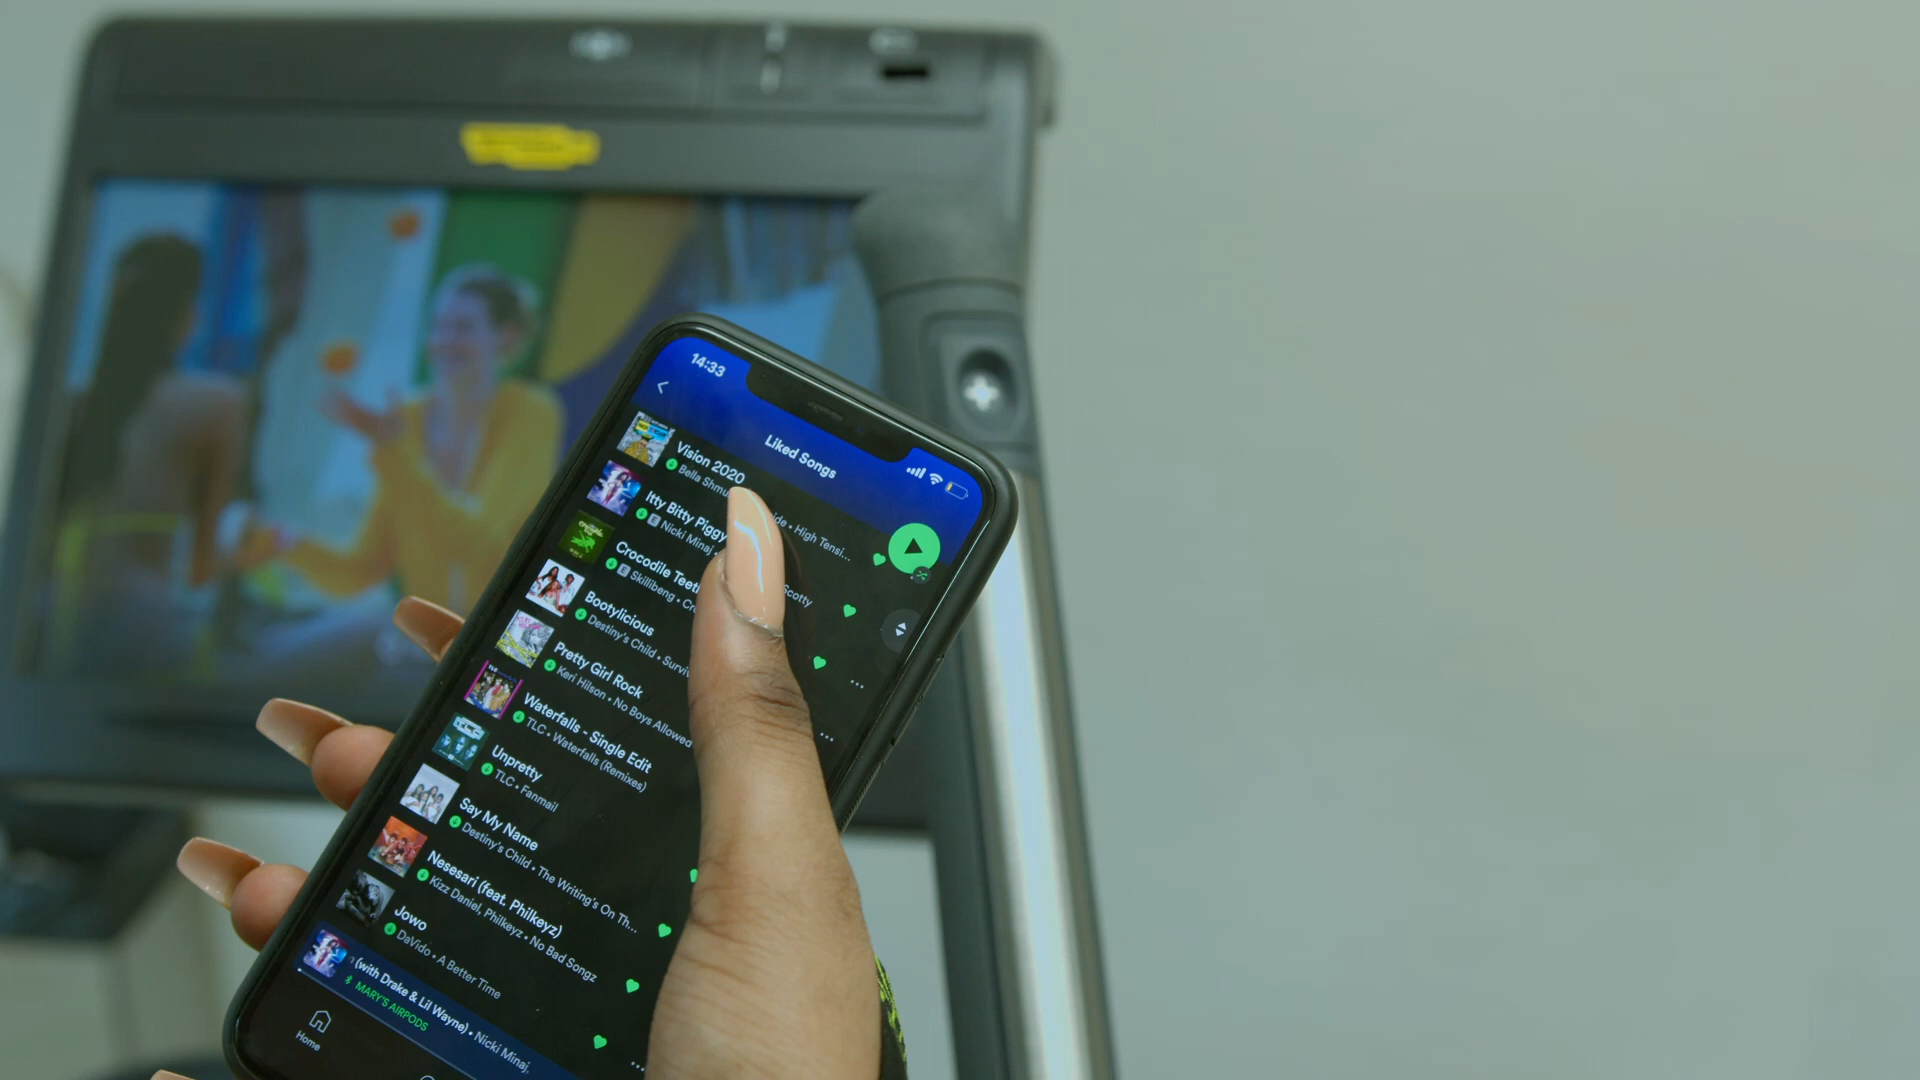 14:33
Liked Songs
Vision 2020
Bella Shmu
ide • High Tensi...
Itty Bitty Piggy
E Nicki Minaj •
Scotty
Crocodile Teet
E Skillibeng • Cr
Bootylicious
Destiny's Child • Surviv
Pretty Girl Rock
Keri Hilson • No Boys Allowed
Waterfalls - Single Edit
TLC • Waterfalls (Remixes)
Unpretty
TLC • Fanmail
Say My Name
Destiny's Child • The Writing's On Th...
Nesesari (feat. Philkeyz)
Kizz Daniel, Philkeyz • No Bad Songz
Jowo
DaVido • A Better Time
(with Drake & Lil Wayne) • Nicki Minaj,
MARY'S AIRPODS
Home